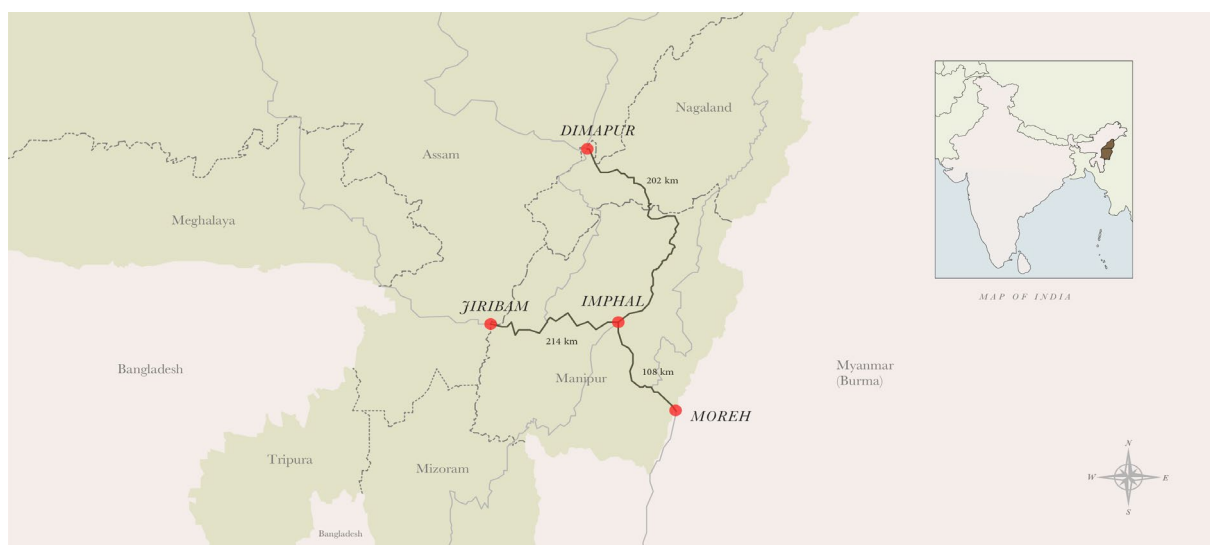 Nagaland
DIMAPUR
Assam
202 km
Meghalaya
MAP OF INDIA
JIRIBAM
IMPHAL
214 km
Bangladesh
Myanmar
(Burma)
108 km
Manipur
MOREH
N
Tripura
Mizoram
W
E
S
Bangladesh